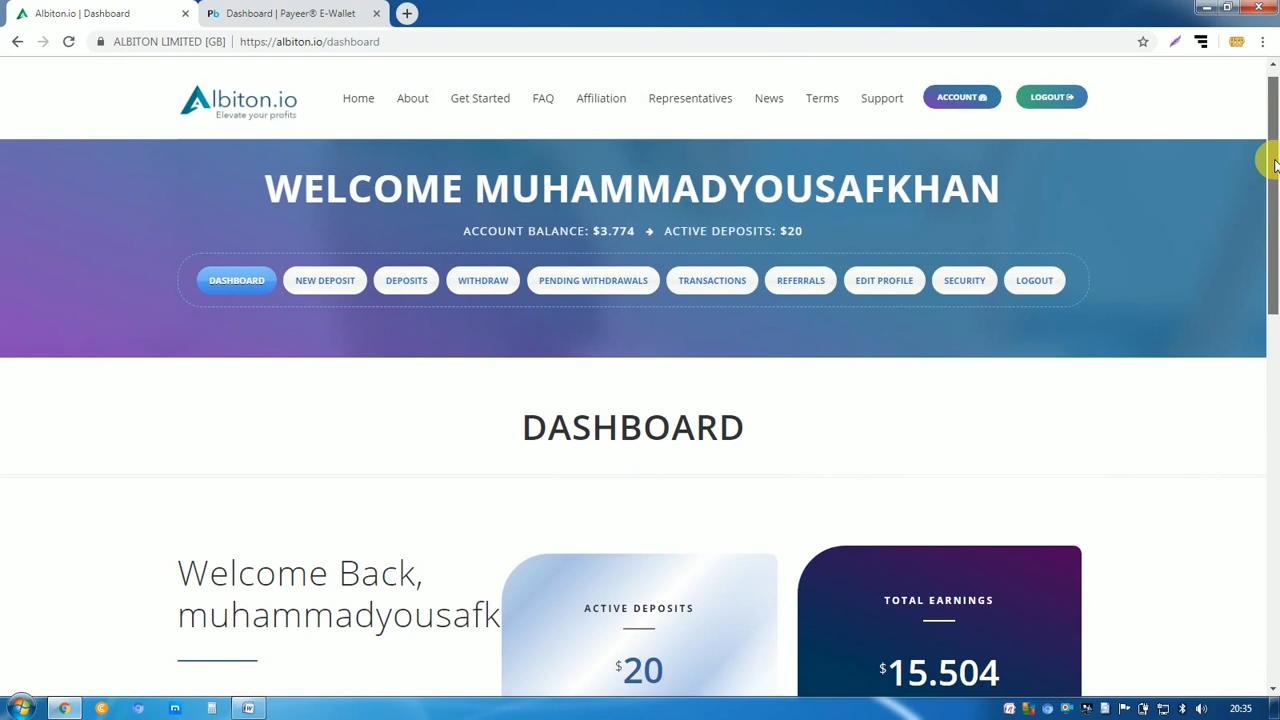 Albiton.io | Dashboard
Pb Dashboard | Payeer® E-Wallet
ALBITON LIMITED [GB] https://albiton.io/dashboard
Albiton.io
Elevate your profits
Home About Get Started FAQ Affiliation Representatives News Terms Support ACCOUNT LOGOUT
WELCOME MUHAMMADYOUSAFKHAN
ACCOUNT BALANCE: $3.774 → ACTIVE DEPOSITS: $20
DASHBOARD NEW DEPOSIT DEPOSITS WITHDRAW PENDING WITHDRAWALS TRANSACTIONS REFERRALS EDIT PROFILE SECURITY LOGOUT
DASHBOARD
Welcome Back,
muhammadyousafk
ACTIVE DEPOSITS
$20
TOTAL EARNINGS
$15.504
20:35